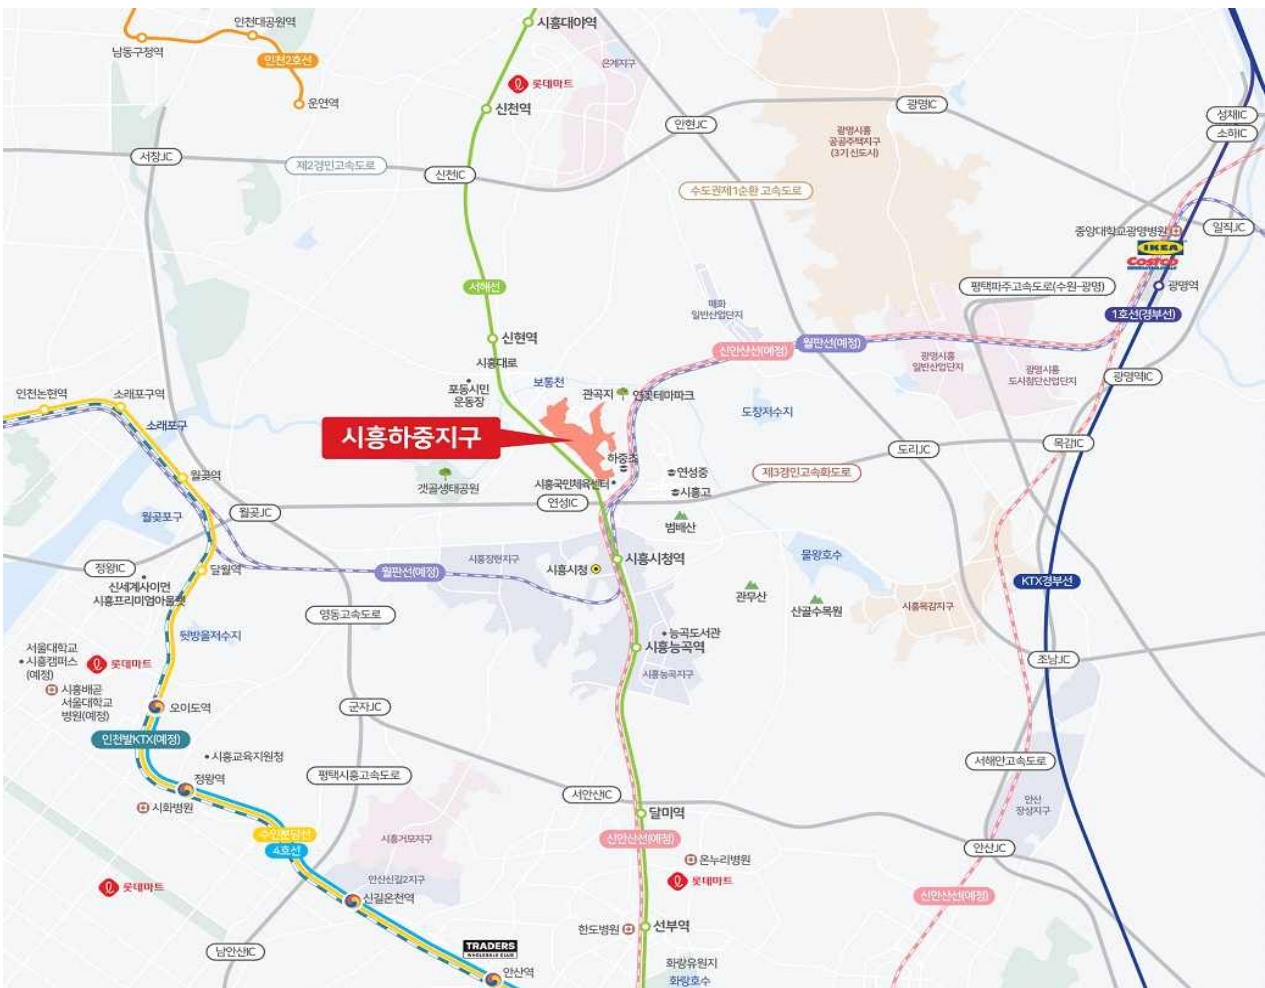 인천대공원역
남동구청역
인천2호선
운연역
시흥대야역
은계지구
롯데마트
신천역
안현JC
광명IC
광명시흥
공공주택지구
(3기 신도시)
성채IC
소하IC
서창JC
제2경인고속도로
신천IC
수도권제1순환 고속도로
중앙대학교광명병원
일직JC
IKEA
Costco
WHOLESALE
서해선
평택파주고속도로(수원-광명)
광명역
매화
일반산업단지
1호선(경부선)
신현역
시흥대로
신안산선(예정)
월판선(예정)
광명시흥
일반산업단지
광명시흥
도시첨단산업단지
광명역IC
포동시민
운동장
보통천
관곡지
연꽃테마파크
인천논현역
소래포구역
소래포구
도창저수지
시흥하중지구
하중초
도리JC
목감IC
월곶역
갯골생태공원
시흥국민체육센터
연성중
시흥고
제3경인고속화도로
월곶포구
월곶JC
연성IC
범배산
정왕IC
달월역
월판선(예정)
시흥장현지구
시흥시청
시흥시청역
물왕호수
신세계사이먼
시흥프리미엄아울렛
KTX경부선
관무산
산골수목원
시흥목감지구
영동고속도로
뒷방울저수지
능곡도서관
시흥능곡역
서울대학교
시흥캠퍼스
(예정)
롯데마트
조남JC
시흥능곡지구
시흥배곧
서울대학교
병원(예정)
오이도역
군자JC
인천발KTX(예정)
시흥교육지원청
정왕역
평택시흥고속도로
서해안고속도로
시화병원
서안산IC
달미역
안산
장상지구
수인분당선
4호선
시흥거모지구
신안산선(예정)
안산JC
온누리병원
롯데마트
안산신길2지구
롯데마트
신길온천역
신안산선(예정)
한도병원
선부역
남안산IC
TRADERS
WHOLESALE CLUB
안산역
화랑유원지
화랑호수